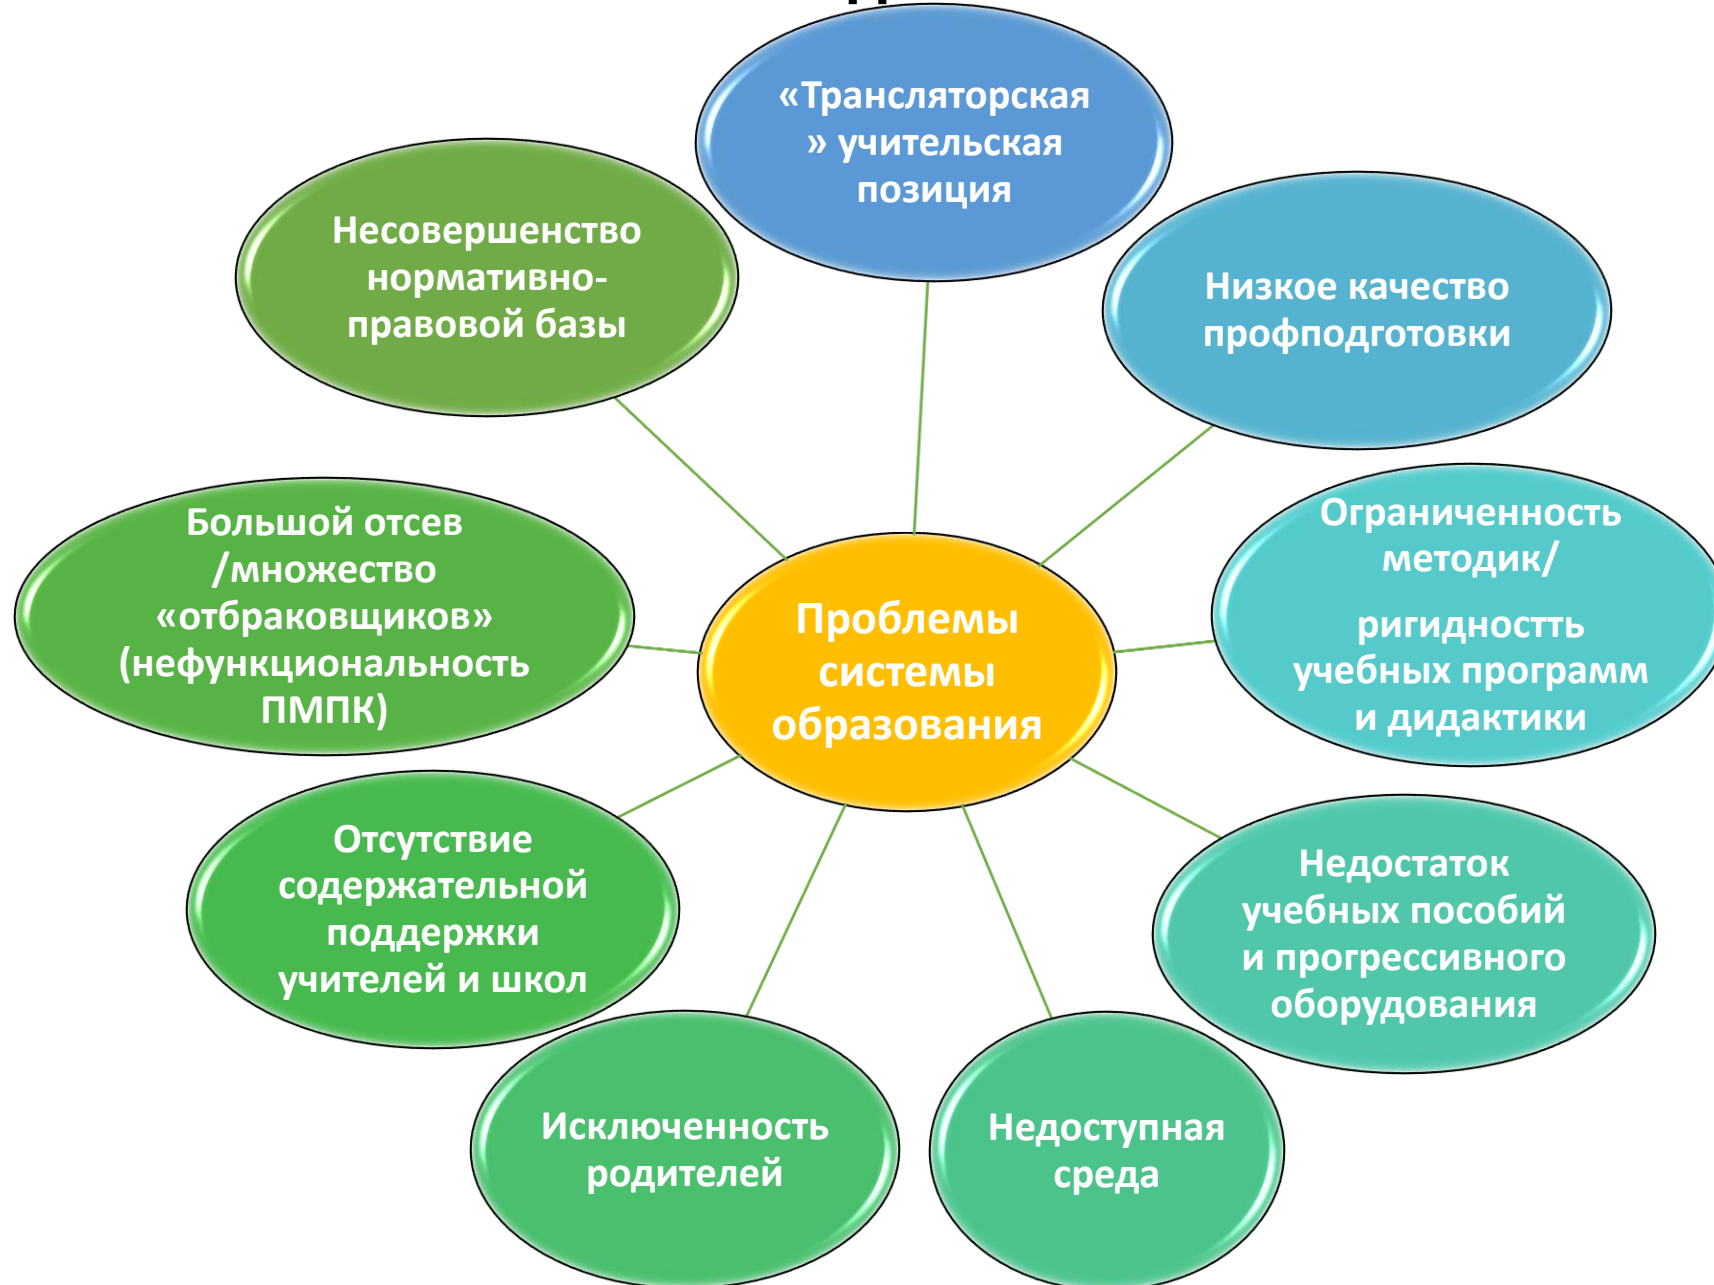 «Трансляторская
» учительская
позиция
Низкое качество
профподготовки
Ограниченность
методик/
ригидностть
учебных программ
и дидактики
Недостаток
учебных пособий
и прогрессивного
оборудования
Недоступная
среда
Исключенность
родителей
Отсутствие
содержательной
поддержки
учителей и школ
Большой отсев
/множество
«отбраковщиков»
(нефункциональность
ПМПК)
Несовершенство
нормативно-
правовой базы
Проблемы
системы
образования